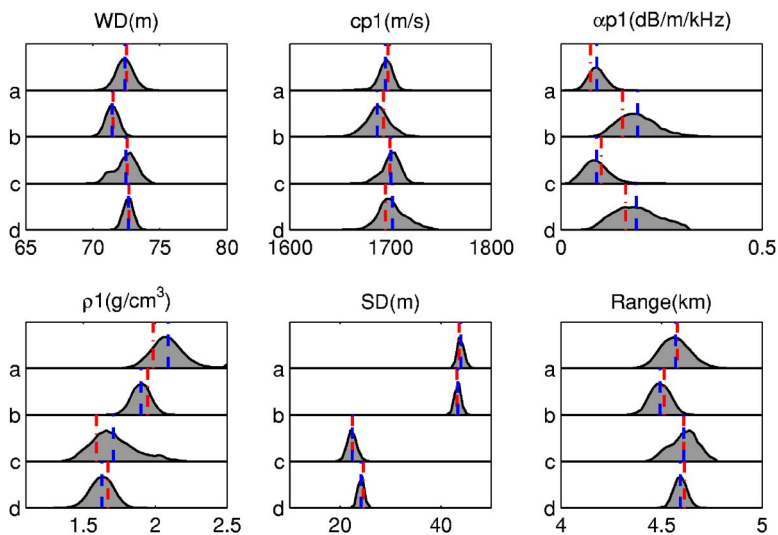 WD(m) cp1(m/s) αp1(dB/m/kHz)
a a a
b b b
c c c
d d d
65 70 75 80 1600 1700 1800 0 0.5
ρ1(g/cm³) SD(m) Range(km)
a a a
b b b
c c c
d d d
1.5 2 2.5 20 40 4 4.5 5